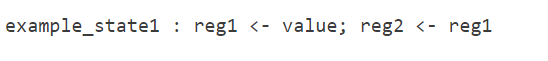 example_state1 : reg1 <- value; reg2 <- reg1